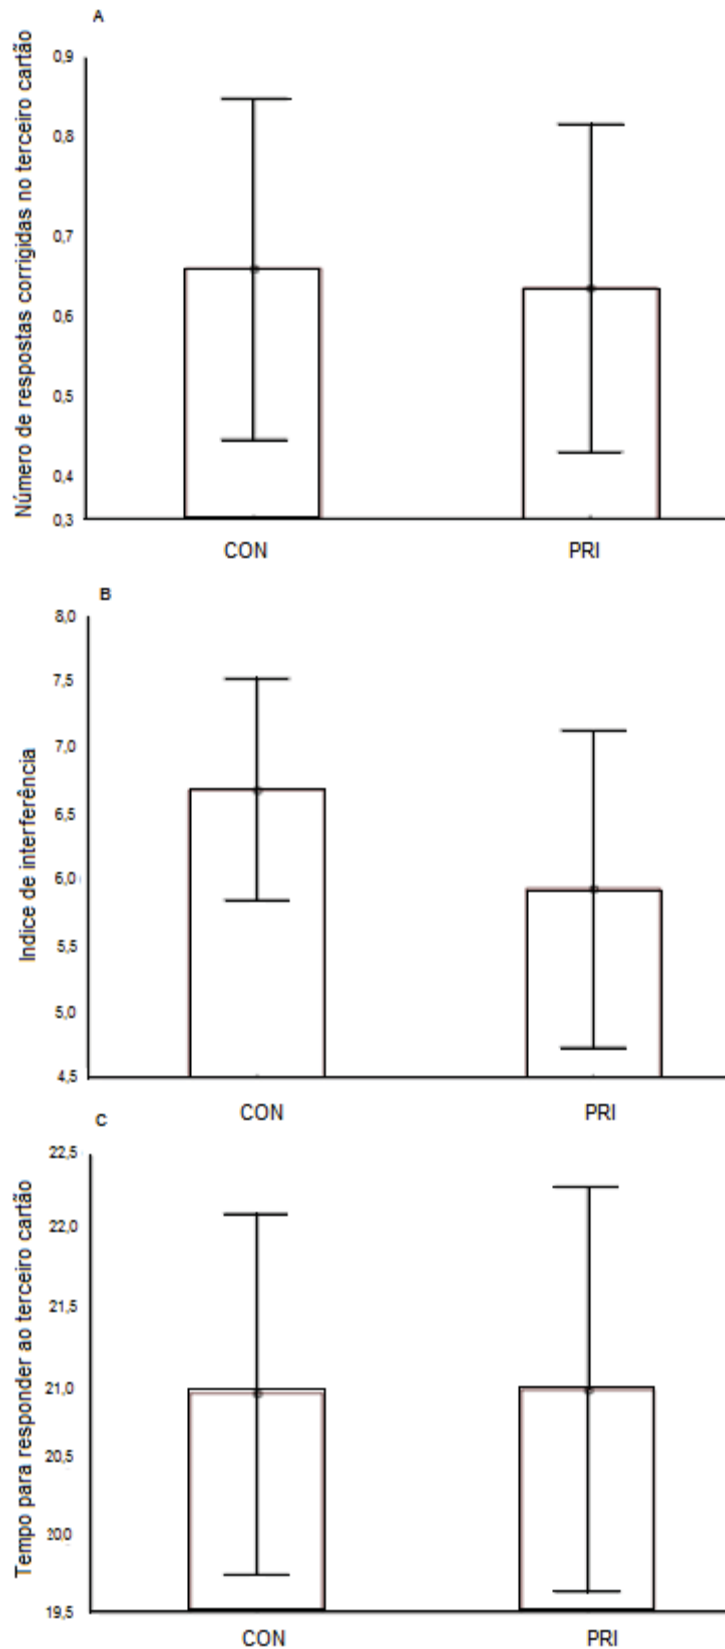 A
Número de respostas corrigidas no terceiro cartão
0,9
0,8
0,7
0,6
0,5
0,4
0,3
CON PRI
B
Indice de interferência
8,0
7,5
7,0
6,5
6,0
5,5
5,0
4,5
CON PRI
C
Tempo para responder ao terceiro cartão
22,5
22,0
21,5
21,0
20,5
20,0
19,5
CON PRI